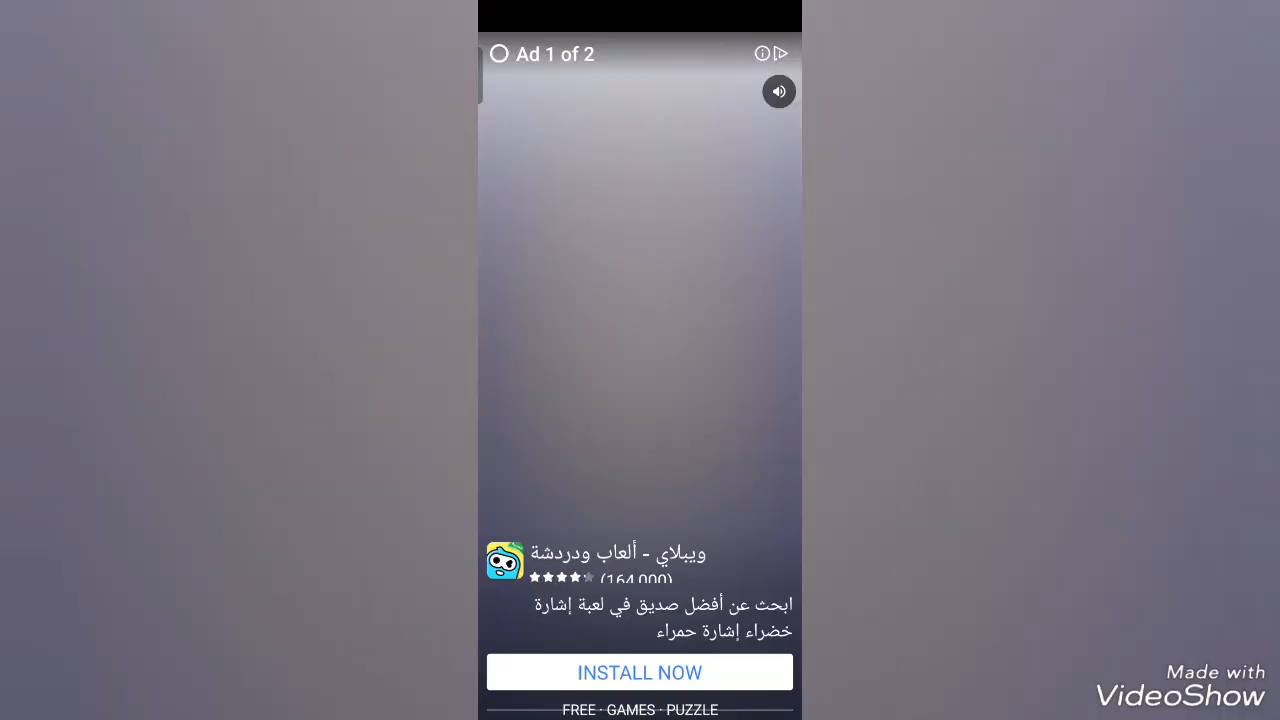 Ad 1 of 2
ويبلاي - ألعاب ودردشة
(164,000)
ابحث عن أفضل صديق في لعبة إشارة
خضراء إشارة حمراء
INSTALL NOW
FREE · GAMES · PUZZLE
Made with
VideoShow